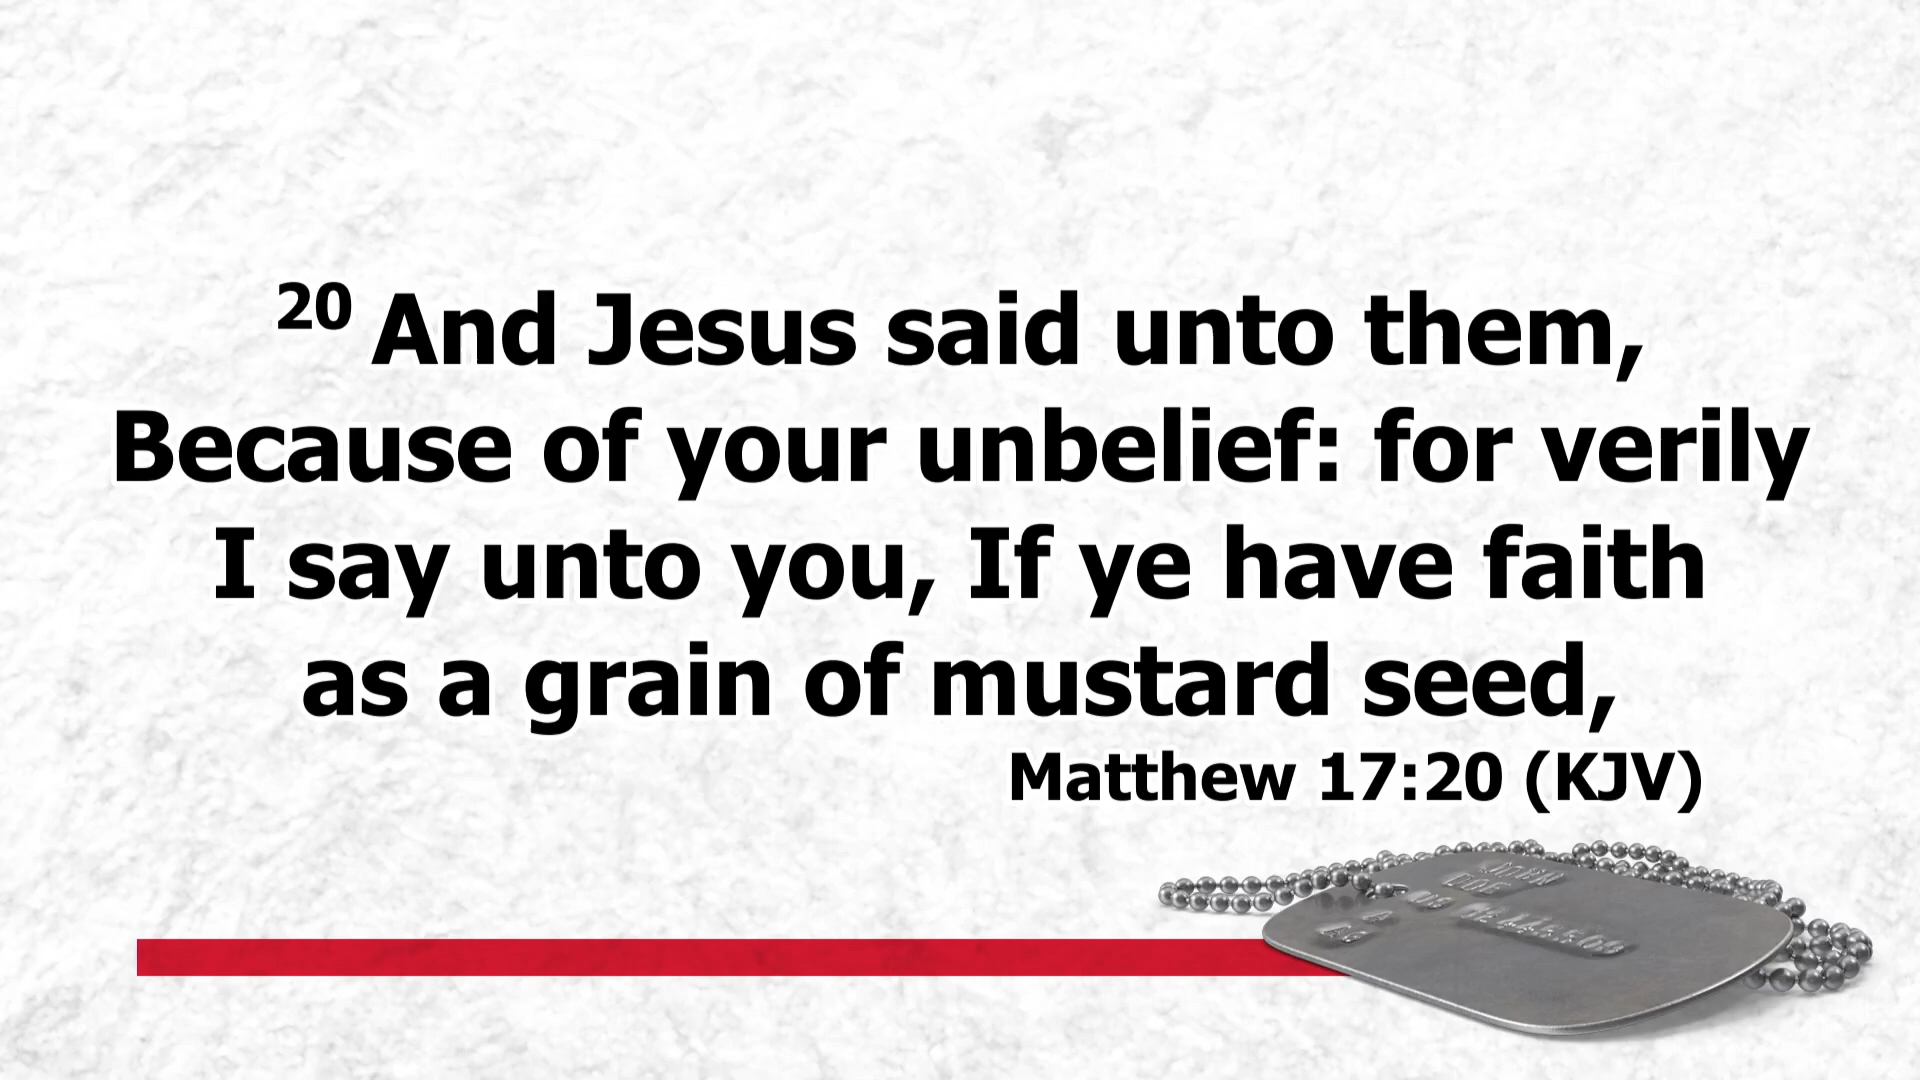 20 And Jesus said unto them,
Because of your unbelief: for verily
I say unto you, If ye have faith
as a grain of mustard seed,
Matthew 17:20 (KJV)
DOE